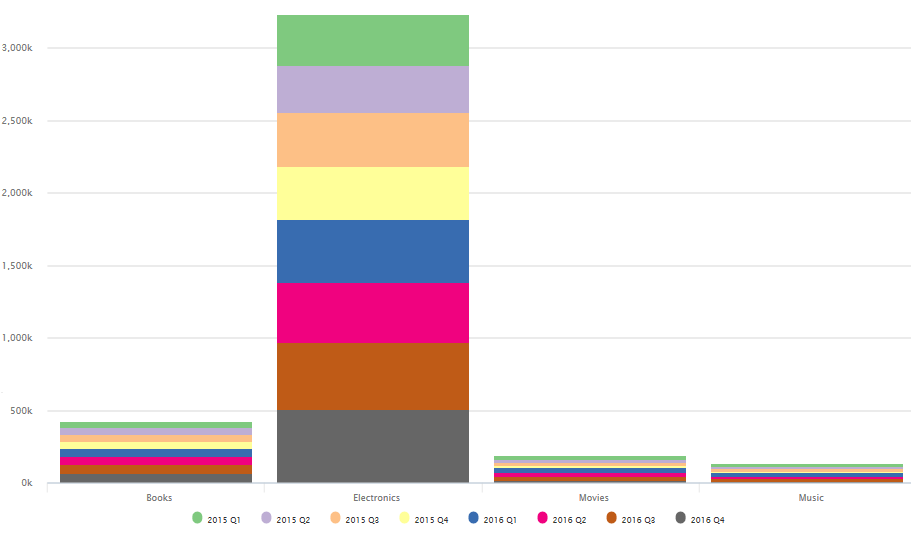 3,000k
2,500k
2,000k
1,500k
1,000k
500k
0k
Books Electronics Movies Music
2015 Q1 2015 Q2 2015 Q3 2015 Q4 2016 Q1 2016 Q2 2016 Q3 2016 Q4